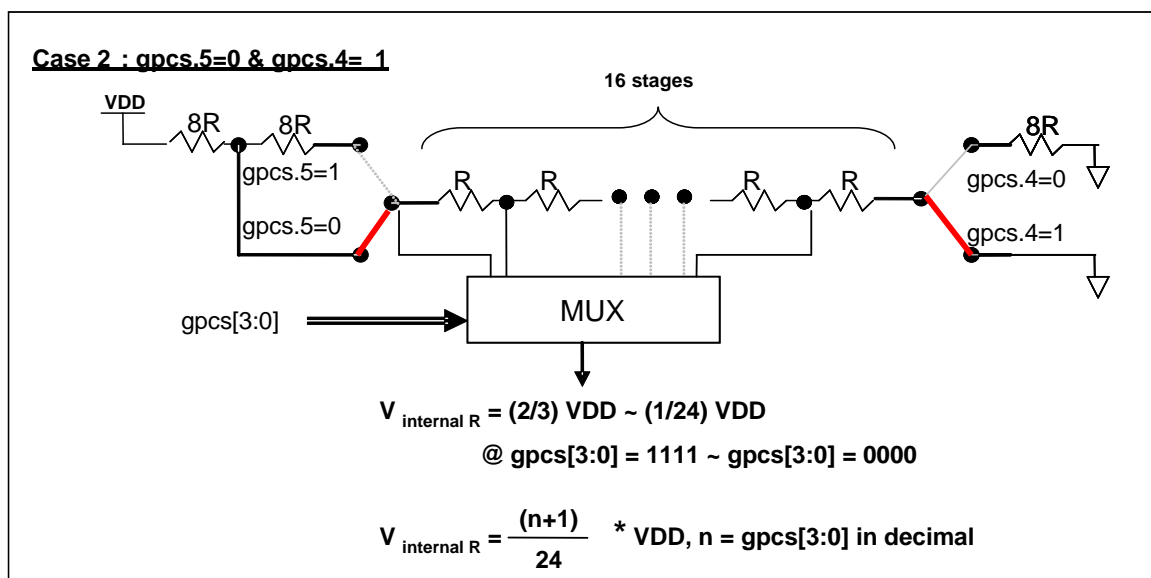 Case 2 : gpcs.5=0 & gpcs.4= 1
16 stages
VDD
8R 8R 8R
gpcs.5=1 R R R R gpcs.4=0
gpcs.5=0 gpcs.4=1
MUX
gpcs[3:0]
V internal R = (2/3) VDD ~ (1/24) VDD
@ gpcs[3:0] = 1111 ~ gpcs[3:0] = 0000
V internal R = (n+1) / 24 * VDD, n = gpcs[3:0] in decimal